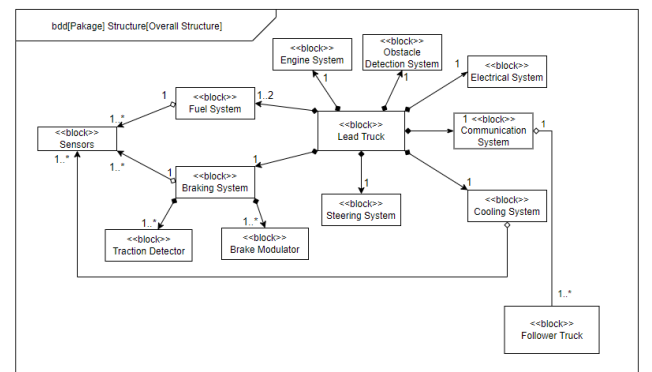 bdd[Pakage] Structure[Overall Structure]
<<block>>
Engine System
1
<<block>>
Obstacle
Detection System
1
<<block>>
Electrical System
1
<<block>>
Fuel System
1
1..2
1..*
<<block>>
Sensors
1..*
1..*
<<block>>
Lead Truck
<<block>>
Communication
System
1
1
<<block>>
Braking System
1
1
<<block>>
Steering System
1
<<block>>
Cooling System
1
1..*
<<block>>
Traction Detector
1..*
<<block>>
Brake Modulator
1..*
<<block>>
Follower Truck